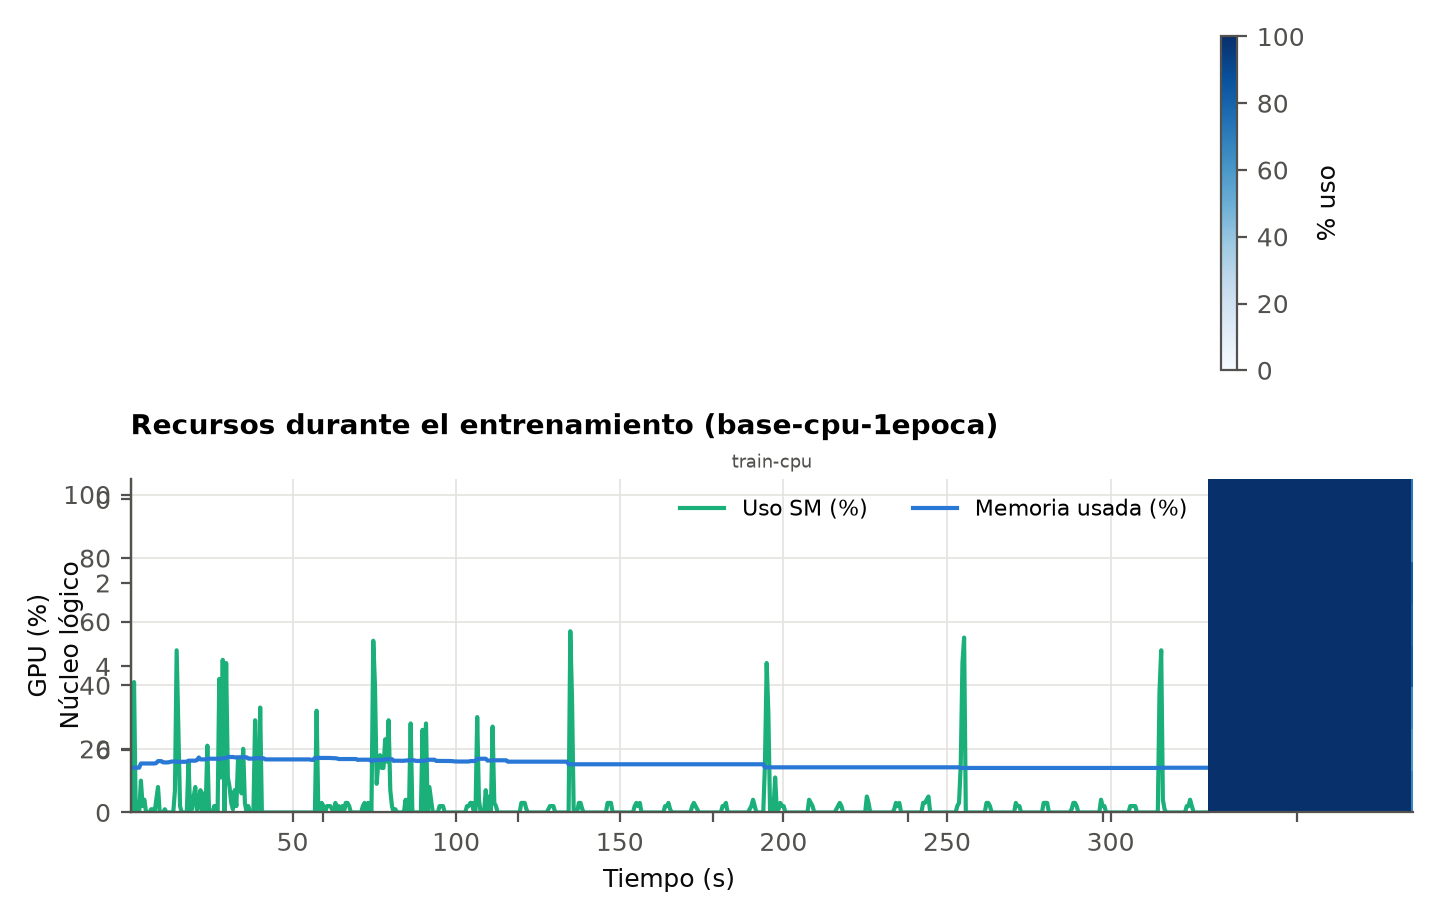 100
80
60
40
20
0
% uso
Recursos durante el entrenamiento (base-cpu-1epoca)
train-cpu
Uso SM (%)
Memoria usada (%)
GPU (%)
Núcleo lógico
100
0
80
2
60
4
40
20
6
0
50
100
150
200
250
300
Tiempo (s)